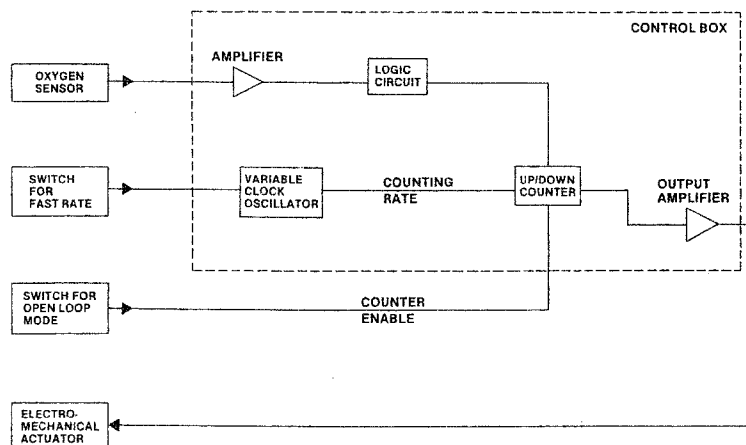 CONTROL BOX
AMPLIFIER
OXYGEN
SENSOR
LOGIC
CIRCUIT
SWITCH
FOR
FAST RATE
VARIABLE
CLOCK
OSCILLATOR
COUNTING
RATE
UP/DOWN
COUNTER
OUTPUT
AMPLIFIER
SWITCH FOR
OPEN LOOP
MODE
COUNTER
ENABLE
ELECTRO-
MECHANICAL
ACTUATOR